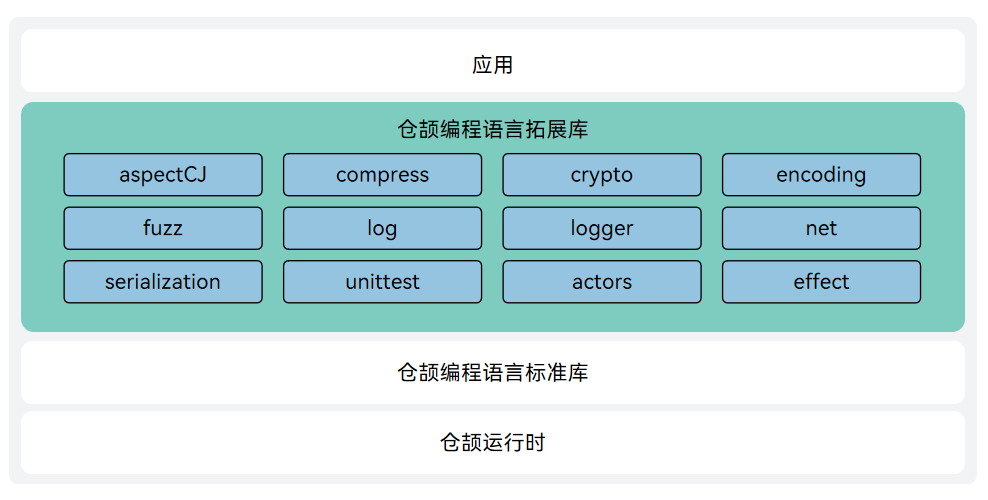 应用
仓颉编程语言拓展库
aspectCJ compress crypto encoding
fuzz log logger net
serialization unittest actors effect
仓颉编程语言标准库
仓颉运行时